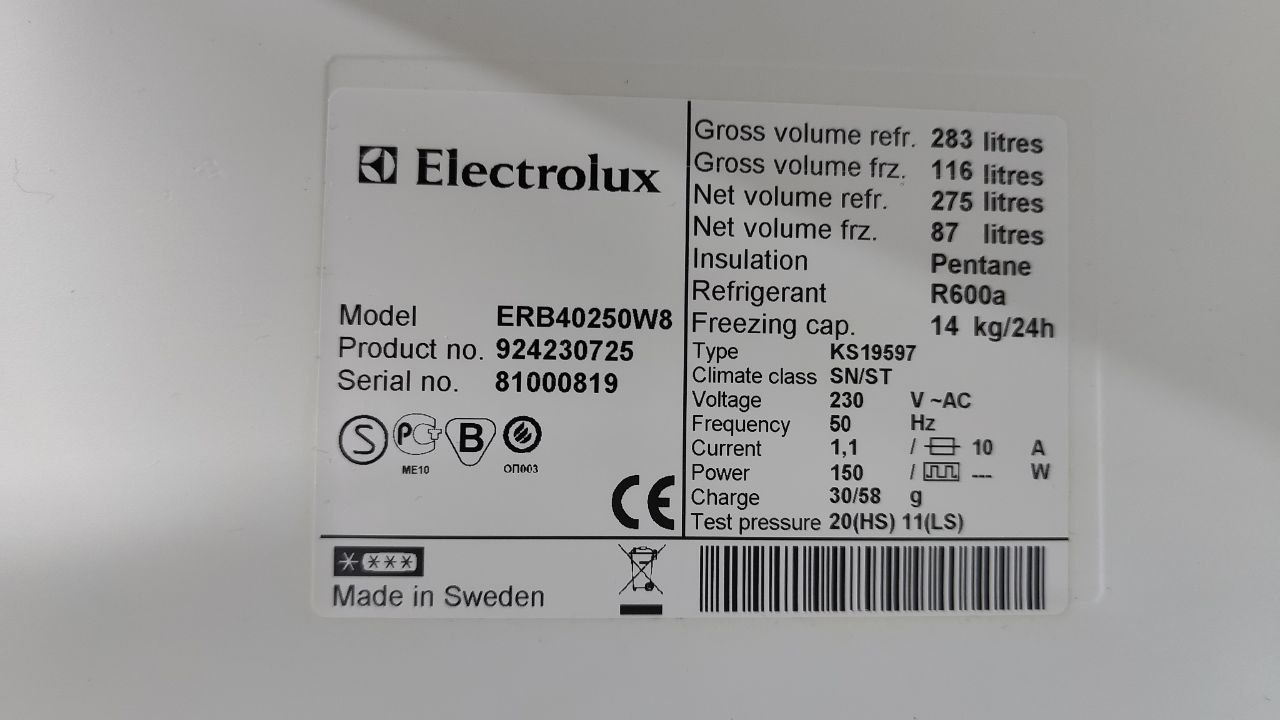 Electrolux
Model ERB40250W8
Product no. 924230725
Serial no. 81000819
S PCT B
ME10 ОП003
CE
Made in Sweden
Gross volume refr. 283 litres
Gross volume frz. 116 litres
Net volume refr. 275 litres
Net volume frz. 87 litres
Insulation Pentane
Refrigerant R600a
Freezing cap. 14 kg/24h
Type KS19597
Climate class SN/ST
Voltage 230 V ~AC
Frequency 50 Hz
Current 1,1 / 10 A
Power 150 / --- W
Charge 30/58 g
Test pressure 20(HS) 11(LS)